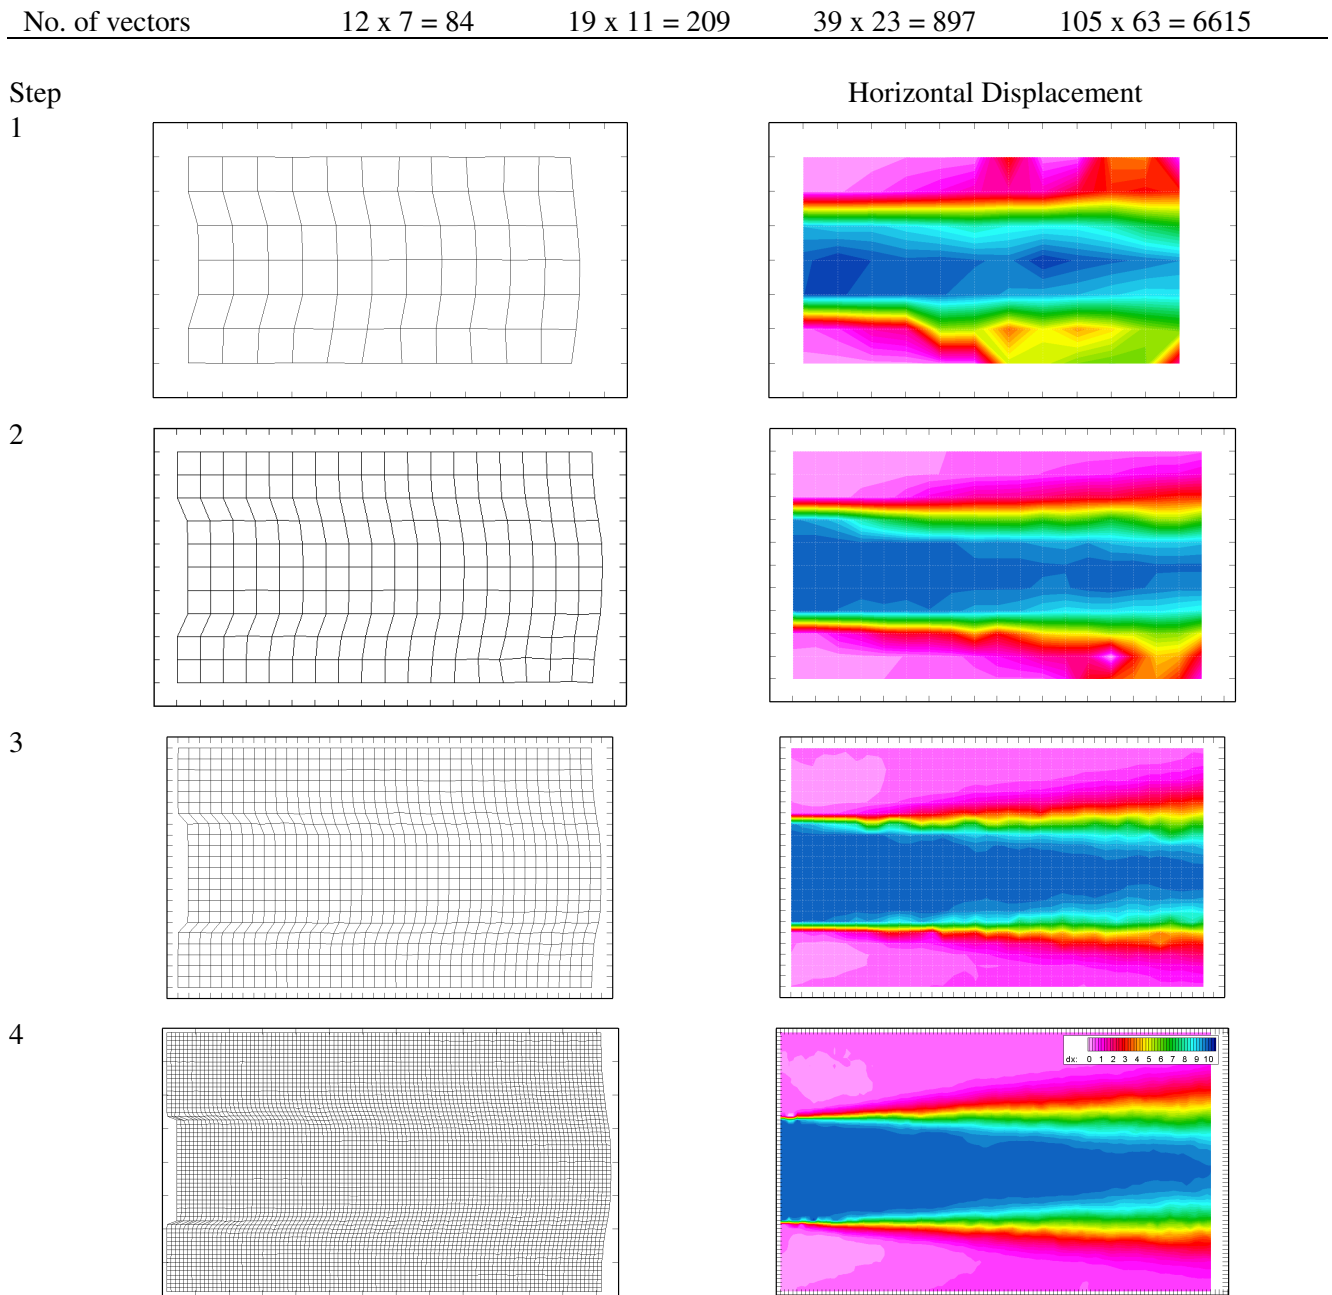 No. of vectors 12 x 7 = 84 19 x 11 = 209 39 x 23 = 897 105 x 63 = 6615
Step Horizontal Displacement
1
2
3
4
dx: 0 1 2 3 4 5 6 7 8 9 10